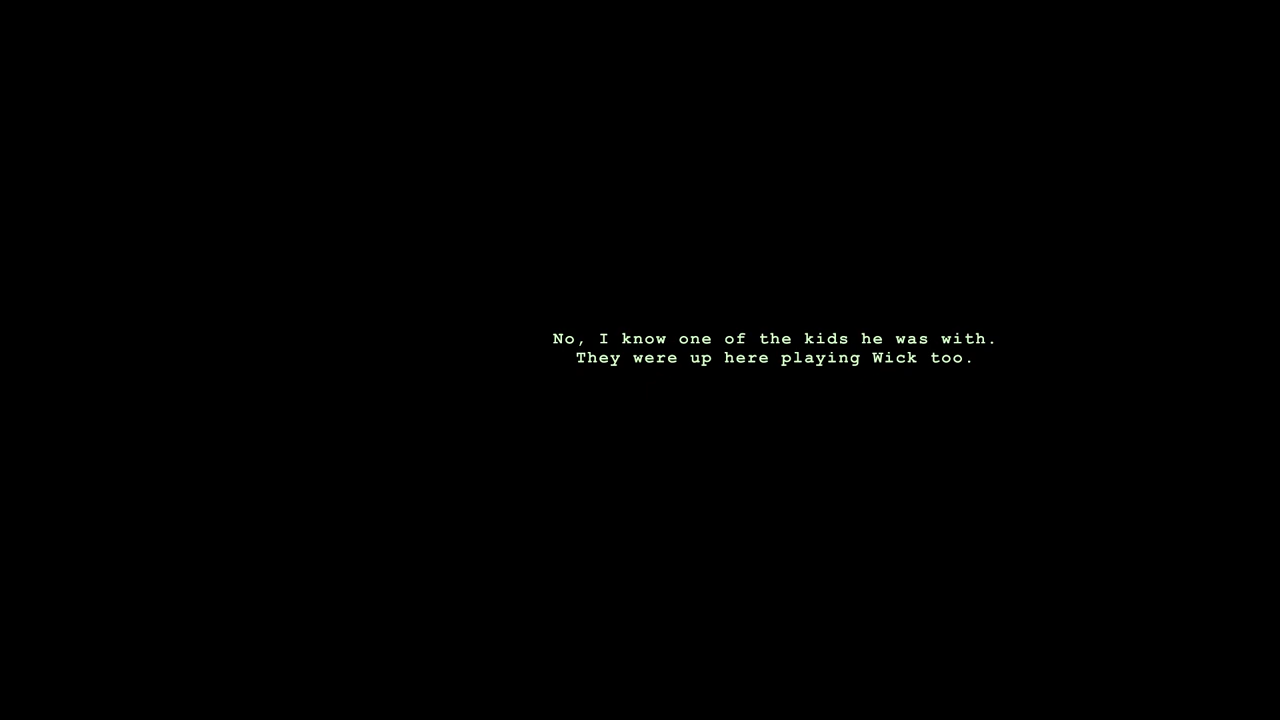 No, I know one of the kids he was with.
They were up here playing Wick too.